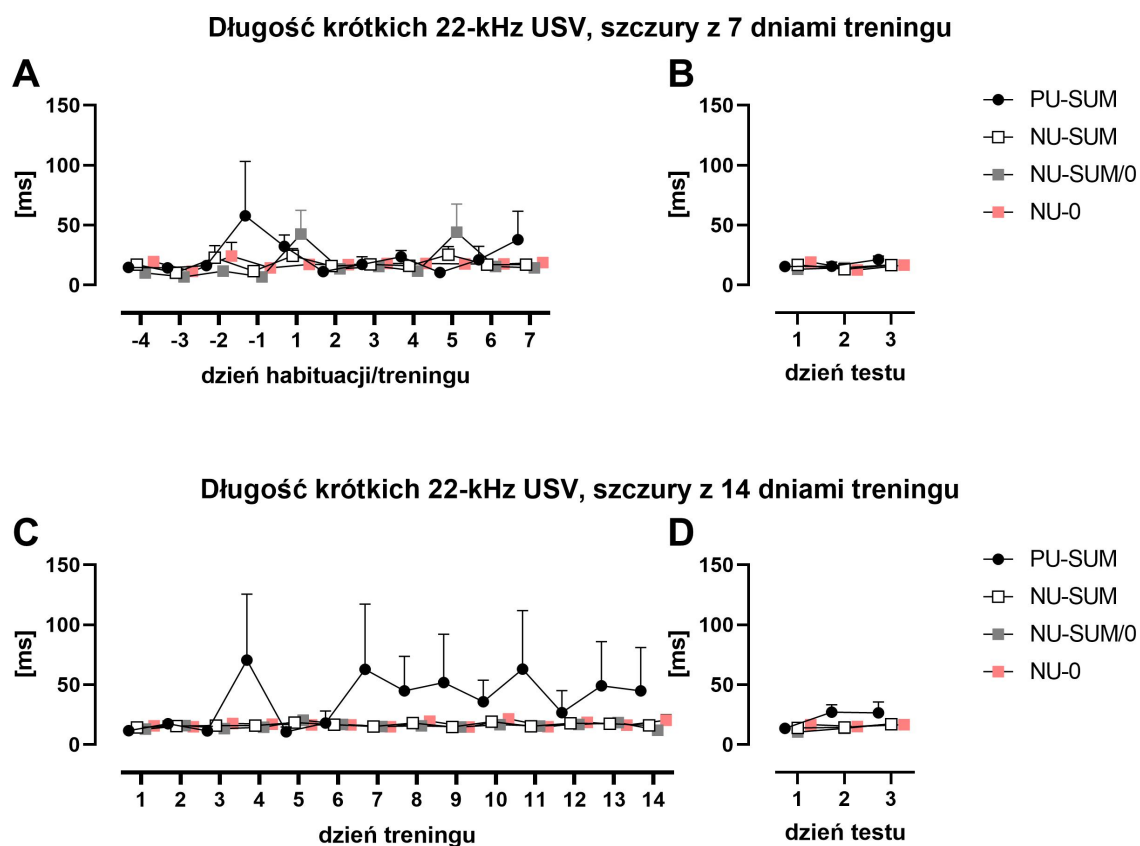 Długość krótkich 22-kHz USV, szczury z 7 dniami treningu
A
B
[ms]
150
100
50
0
-4 -3 -2 -1 1 2 3 4 5 6 7
dzień habituacji/treningu
[ms]
150
100
50
0
1 2 3
dzień testu
PU-SUM
NU-SUM
NU-SUM/0
NU-0
Długość krótkich 22-kHz USV, szczury z 14 dniami treningu
C
D
[ms]
150
100
50
0
1 2 3 4 5 6 7 8 9 10 11 12 13 14
dzień treningu
[ms]
150
100
50
0
1 2 3
dzień testu
PU-SUM
NU-SUM
NU-SUM/0
NU-0